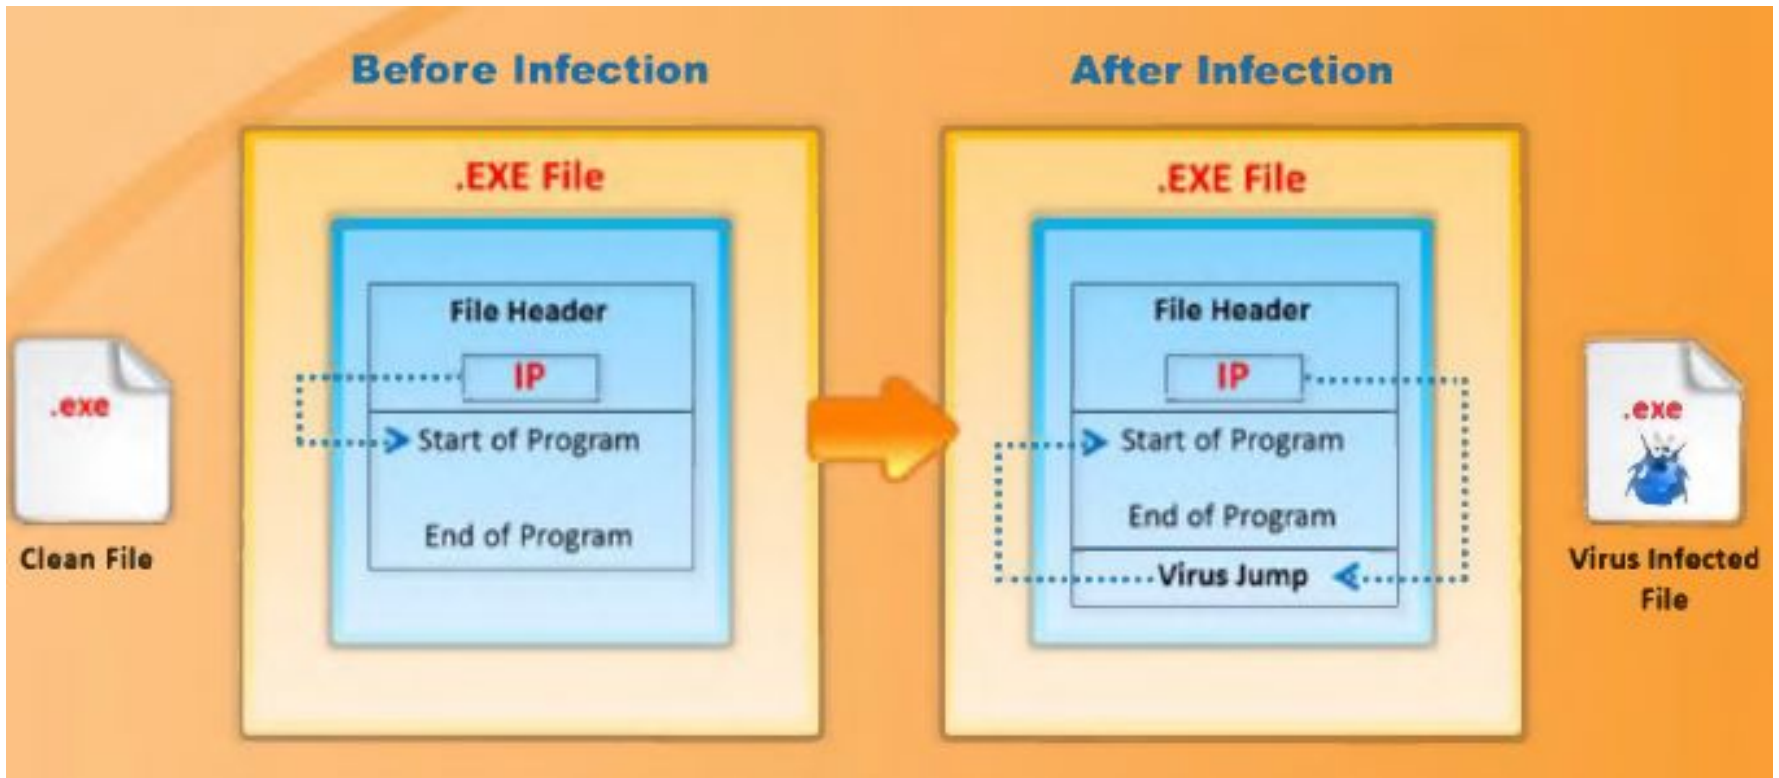 Before Infection
After Infection
.EXE File
File Header
IP
Start of Program
End of Program
.exe
Clean File
.EXE File
File Header
IP
Start of Program
End of Program
Virus Jump
.exe
Virus Infected
File